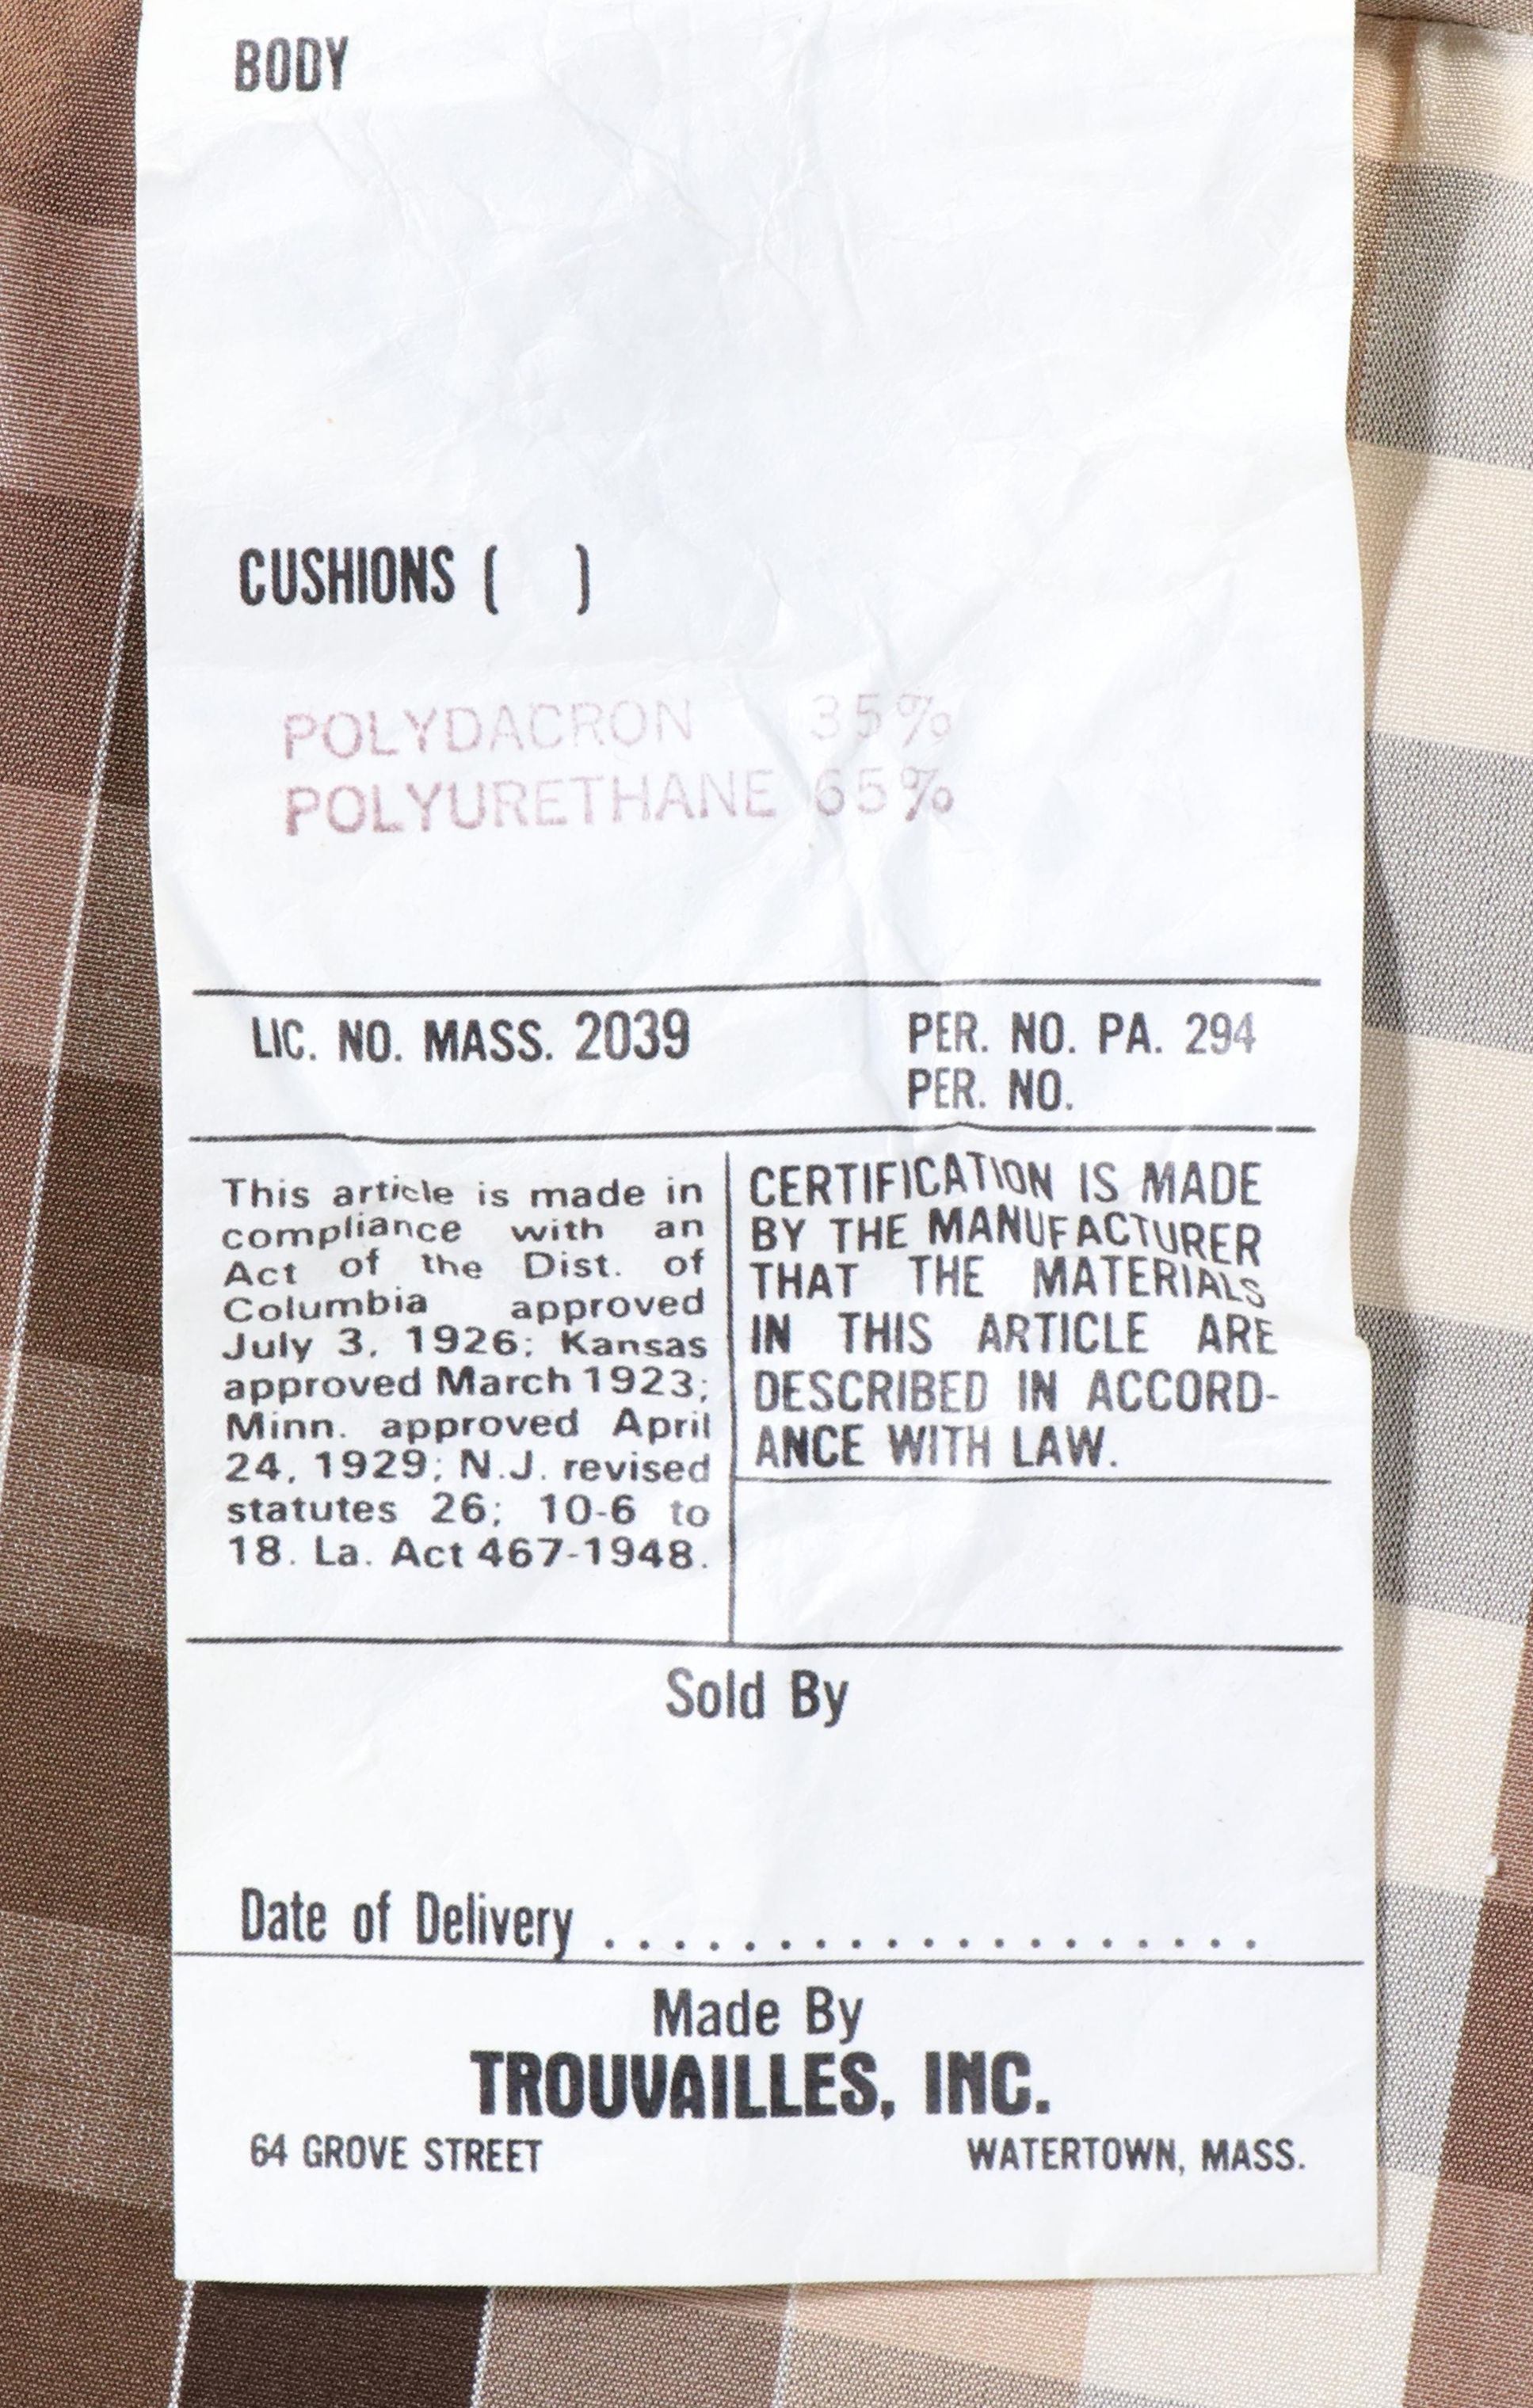 BODY
CUSHIONS ( )
POLYDACRON 35%
POLYURETHANE 65%
LIC. NO. MASS. 2039
PER. NO. PA. 294
PER. NO.
This article is made in
compliance with an
Act of the Dist. of
Columbia approved
July 3, 1926; Kansas
approved March 1923;
Minn. approved April
24, 1929; N.J. revised
statutes 26; 10-6 to
18. La. Act 467-1948.
CERTIFICATION IS MADE
BY THE MANUFACTURER
THAT THE MATERIALS
IN THIS ARTICLE ARE
DESCRIBED IN ACCORD-
ANCE WITH LAW.
Sold By
Date of Delivery . . . . . . . . . . . . . . . . . . .
Made By
TROUVAILLES, INC.
64 GROVE STREET WATERTOWN, MASS.